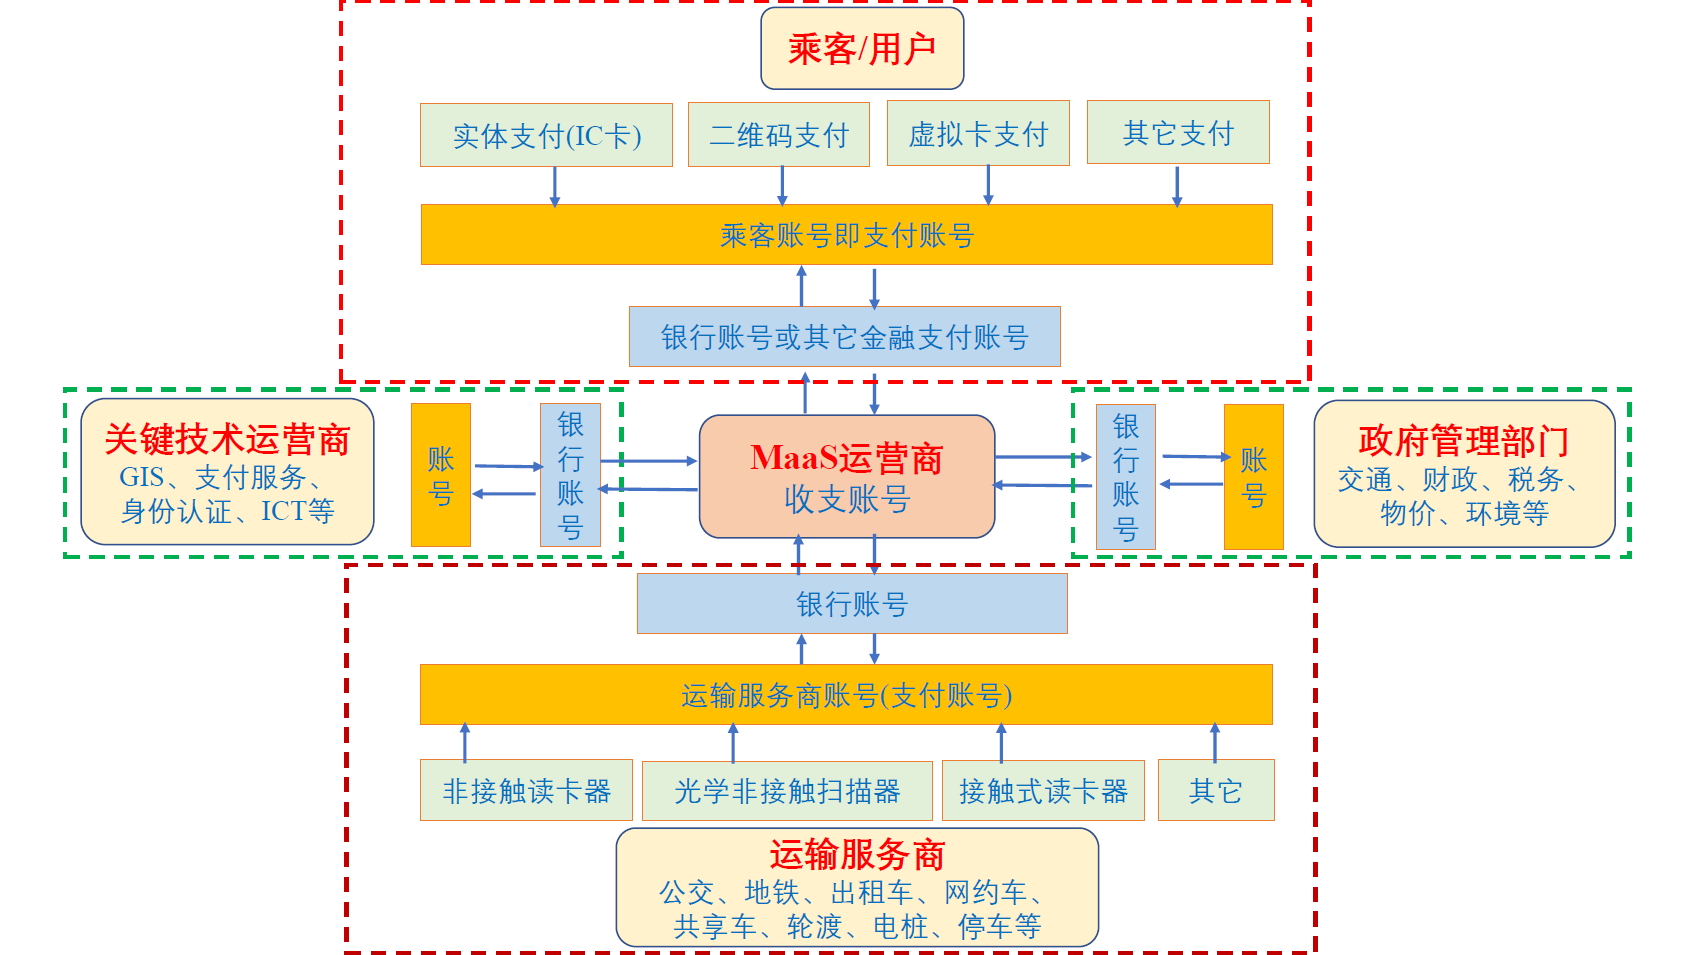 乘客/用户
实体支付(IC卡)
二维码支付
虚拟卡支付
其它支付
乘客账号即支付账号
银行账号或其它金融支付账号
关键技术运营商
GIS、支付服务、
身份认证、ICT等
账
号
银
行
账
号
MaaS运营商
收支账号
银
行
账
号
账
号
政府管理部门
交通、财政、税务、
物价、环境等
银行账号
运输服务商账号(支付账号)
非接触读卡器
光学非接触扫描器
接触式读卡器
其它
运输服务商
公交、地铁、出租车、网约车、
共享车、轮渡、电桩、停车等